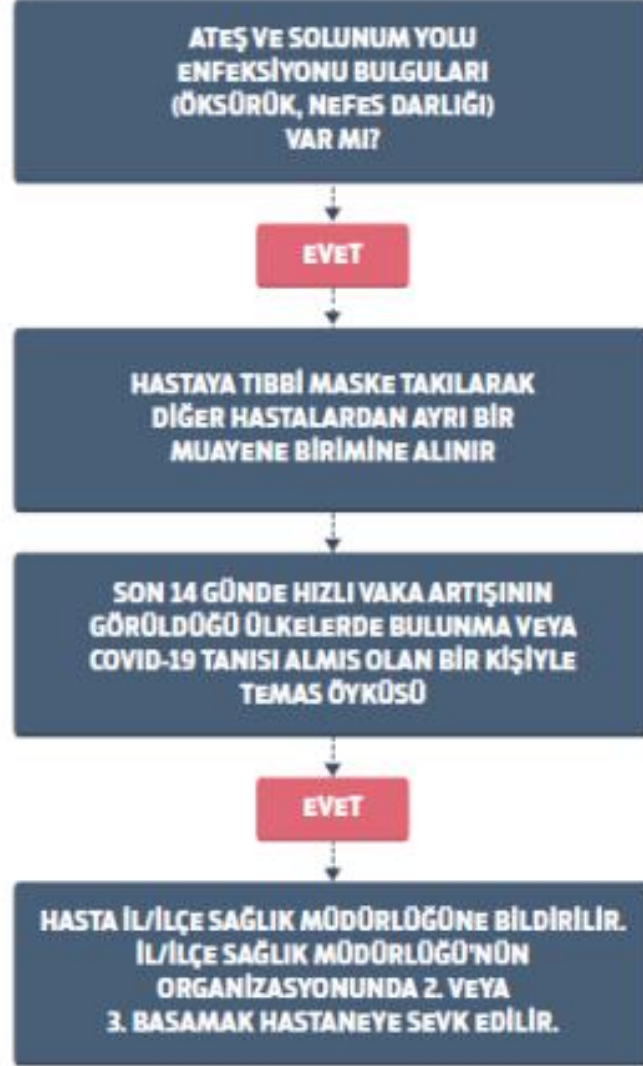 ATEŞ VE SOLUNUM YOLU
ENFEKSİYONU BULGULARI
(ÖKSÜRÜK, NEFES DARLIĞI)
VAR MI?
EVET
HASTAYA TIBBİ MASKE TAKILARAK
DİĞER HASTALARDAN AYRI BİR
MUAYENE BİRİMİNE ALINIR
SON 14 GÜNDE HIZLI VAKA ARTIŞININ
GÖRÜLDÜĞÜ ÜLKELERDE BULUNMA VEYA
COVID-19 TANISI ALMIS OLAN BİR KİŞİYLE
TEMAS ÖYKÜSÜ
EVET
HASTA İL/İLÇE SAĞLIK MÜDÜRLÜĞÜNE BİLDİRİLİR.
İL/İLÇE SAĞLIK MÜDÜRLÜĞÜ'NÜN
ORGANİZASYONUNDA 2. VEYA
3. BASAMAK HASTANEYE SEVK EDİLİR.